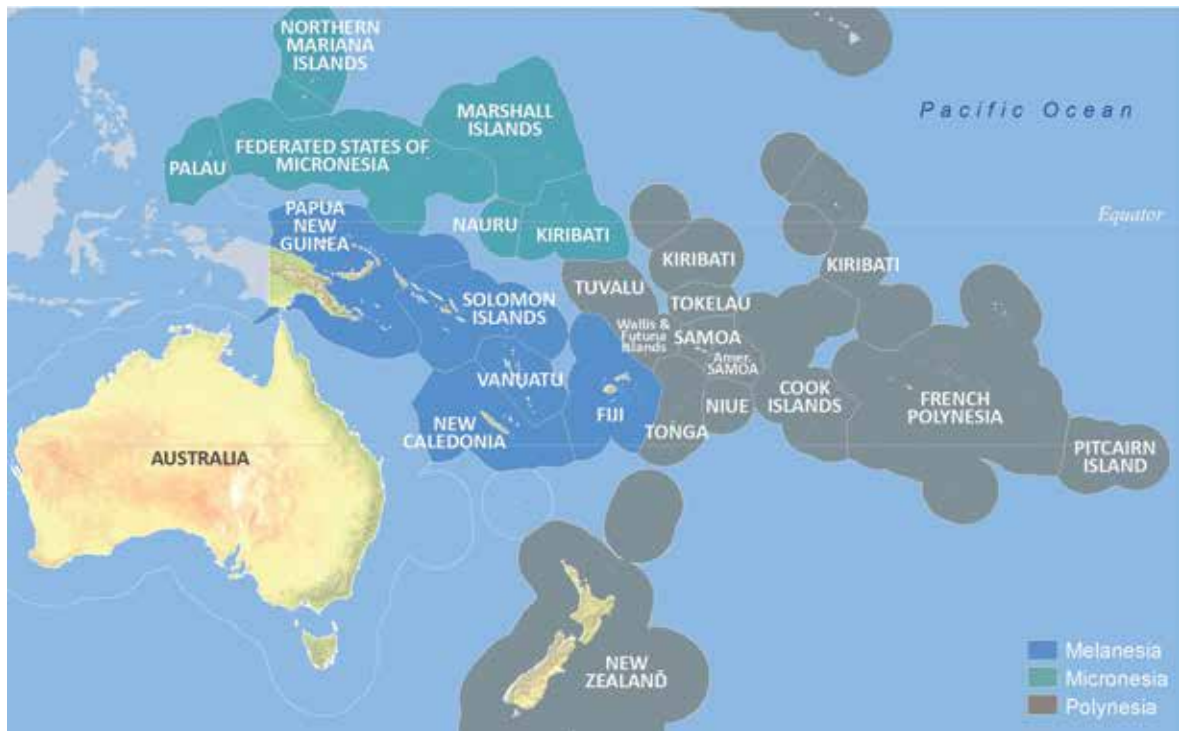 NORTHERN
MARIANA
ISLANDS
MARSHALL
ISLANDS
Pacific Ocean
FEDERATED STATES OF
MICRONESIA
PALAU
PAPUA
NEW
GUINEA
NAURU
KIRIBATI
Equator
KIRIBATI
KIRIBATI
TUVALU
TOKELAU
SOLOMON
ISLANDS
Wallis &
Futuna
Islands
SAMOA
Amer.
SAMOA
VANUATU
FIJI
NEW
CALEDONIA
TONGA
NIUE
COOK
ISLANDS
FRENCH
POLYNESIA
PITCAIRN
ISLAND
AUSTRALIA
NEW
ZEALAND
Melanesia
Micronesia
Polynesia